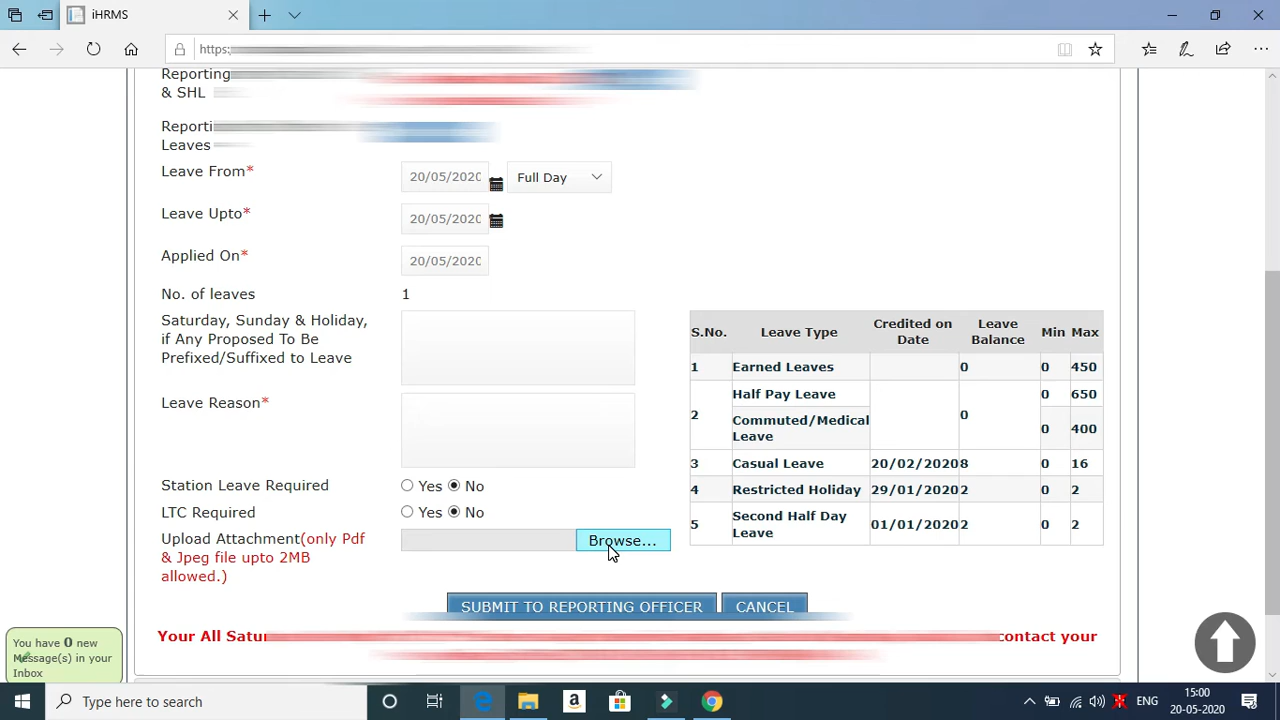 iHRMS
https:
Reporting
& SHL
Reporti
Leaves
Leave From* 20/05/2020 Full Day
Leave Upto* 20/05/2020
Applied On* 20/05/2020
No. of leaves 1
Saturday, Sunday & Holiday,
if Any Proposed To Be
Prefixed/Suffixed to Leave
Leave Reason*
Station Leave Required Yes No
LTC Required Yes No
Upload Attachment(only Pdf
& Jpeg file upto 2MB
allowed.)
Browse...
S.No. Leave Type Credited on Date Leave Balance Min Max
1 Earned Leaves 0 0 450
2 Half Pay Leave 0 0 650
Commuted/Medical Leave 0 400
3 Casual Leave 20/02/2020 8 0 16
4 Restricted Holiday 29/01/2020 2 0 2
5 Second Half Day Leave 01/01/2020 2 0 2
SUBMIT TO REPORTING OFFICER CANCEL
Your All Satur contact your
You have 0 new
Message(s) in your
Inbox
Type here to search
ENG
15:00
20-05-2020